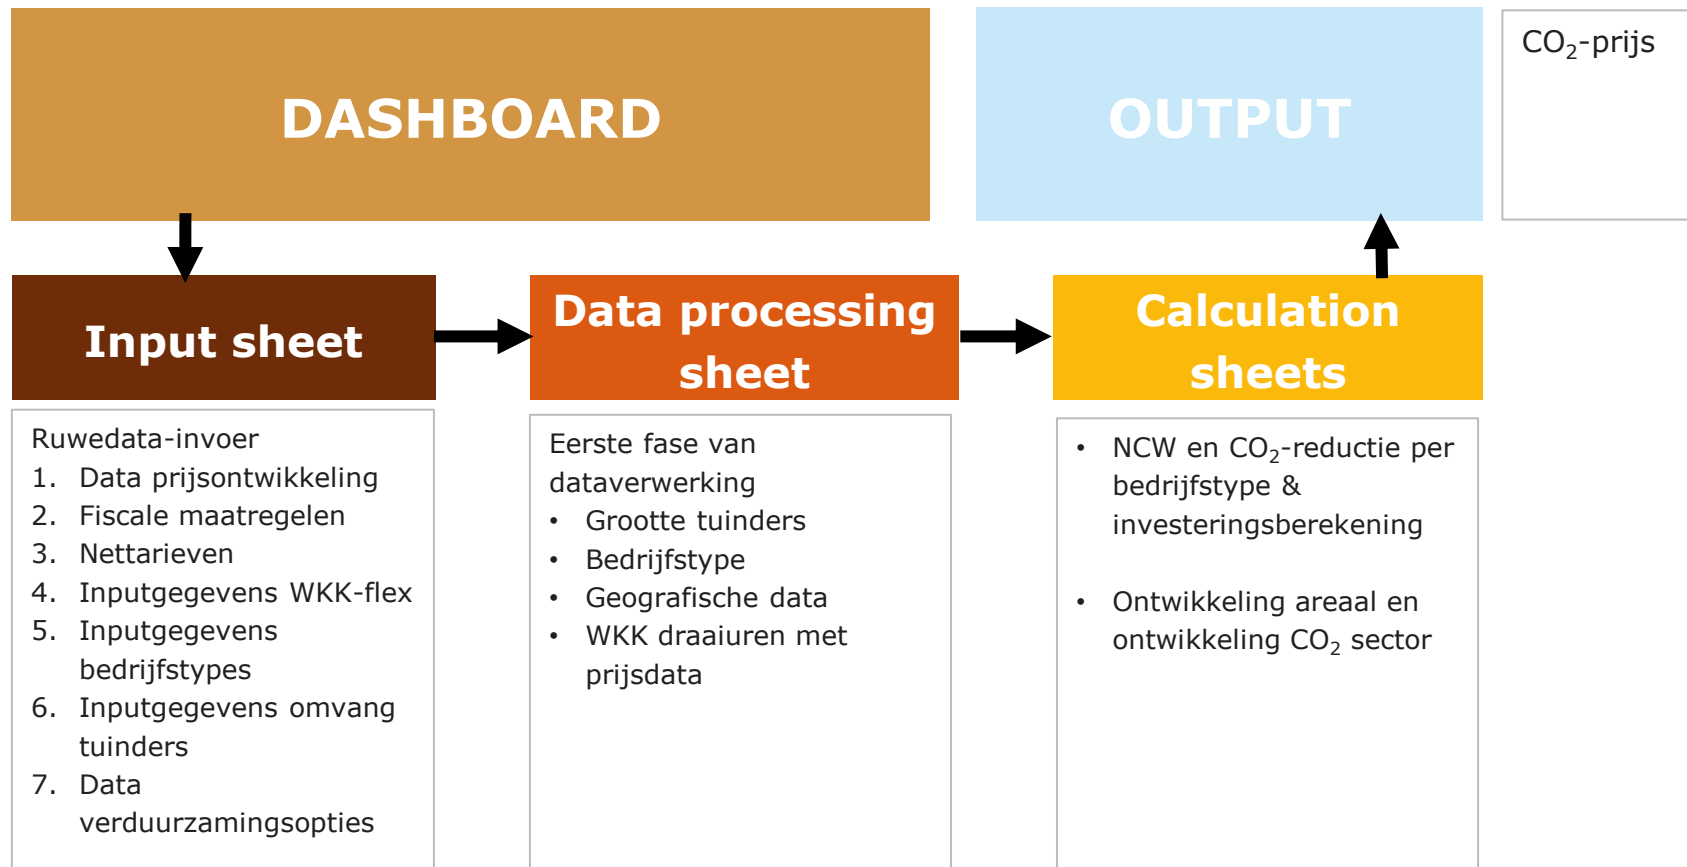 DASHBOARD
OUTPUT
CO₂-prijs
Input sheet
Data processing
sheet
Calculation
sheets
Ruwedata-invoer
1. Data prijsontwikkeling
2. Fiscale maatregelen
3. Nettarieven
4. Inputgegevens WKK-flex
5. Inputgegevens
bedrijfstypes
6. Inputgegevens omvang
tuinders
7. Data
verduurzamingsopties
Eerste fase van
dataverwerking
• Grootte tuinders
• Bedrijfstype
• Geografische data
• WKK draaiuren met
prijsdata
• NCW en CO₂-reductie per
bedrijfstype &
investeringsberekening
• Ontwikkeling areaal en
ontwikkeling CO₂ sector